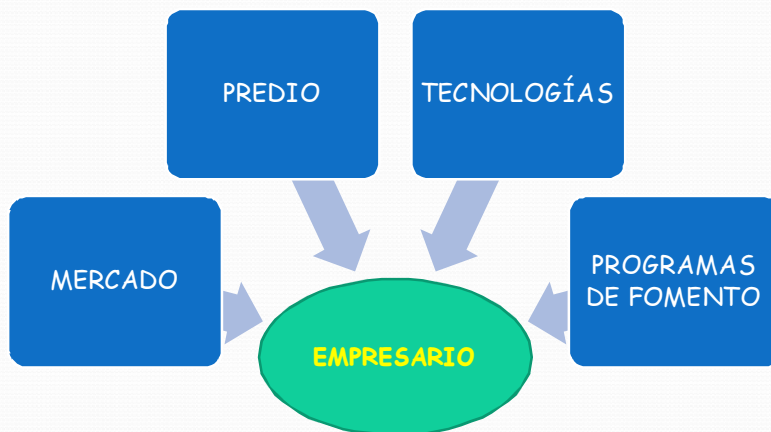 PREDIO
TECNOLOGÍAS
MERCADO
PROGRAMAS
DE FOMENTO
EMPRESARIO